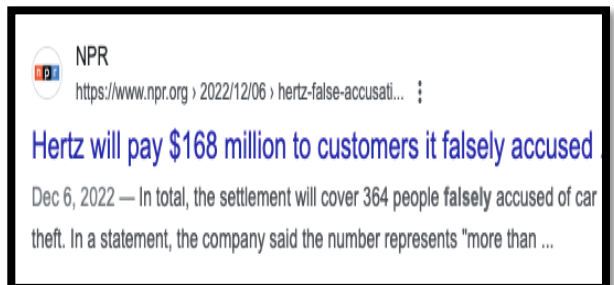 n p r
NPR
https://www.npr.org › 2022/12/06 › hertz-false-accusati...
Hertz will pay $168 million to customers it falsely accused
Dec 6, 2022 — In total, the settlement will cover 364 people falsely accused of car
theft. In a statement, the company said the number represents "more than ...